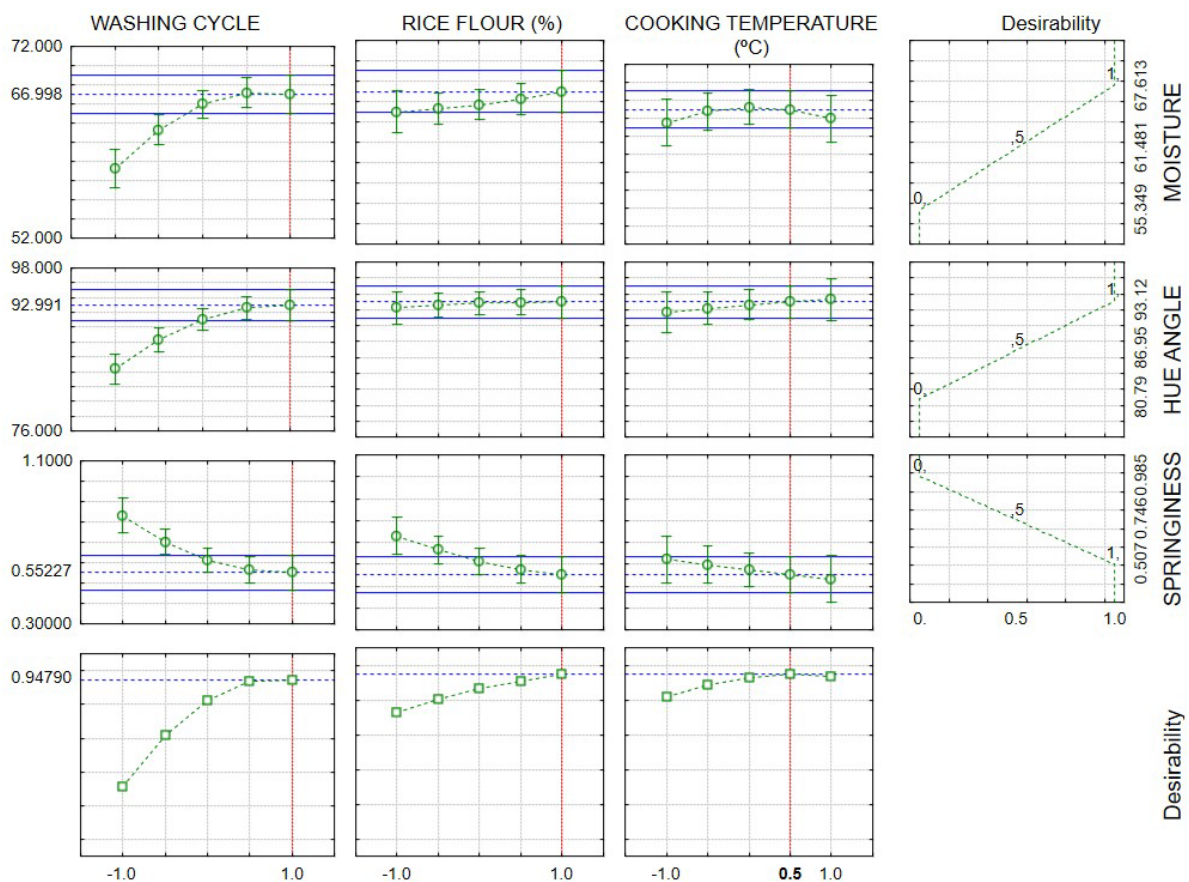 WASHING CYCLE
RICE FLOUR (%)
COOKING TEMPERATURE
(ºC)
Desirability
72.000
66.998
52.000
1,
,5
0,
67.613
61.481
55.349
MOISTURE
98.000
92.991
76.000
1,
,5
0,
93.12
86.95
80.79
HUE ANGLE
1.1000
0.55227
0.30000
0,
,5
1,
0.985
0.746
0.507
SPRINGINESS
0. 0.5 1.0
0.94790
Desirability
-1.0 1.0 -1.0 1.0 -1.0 0.5 1.0